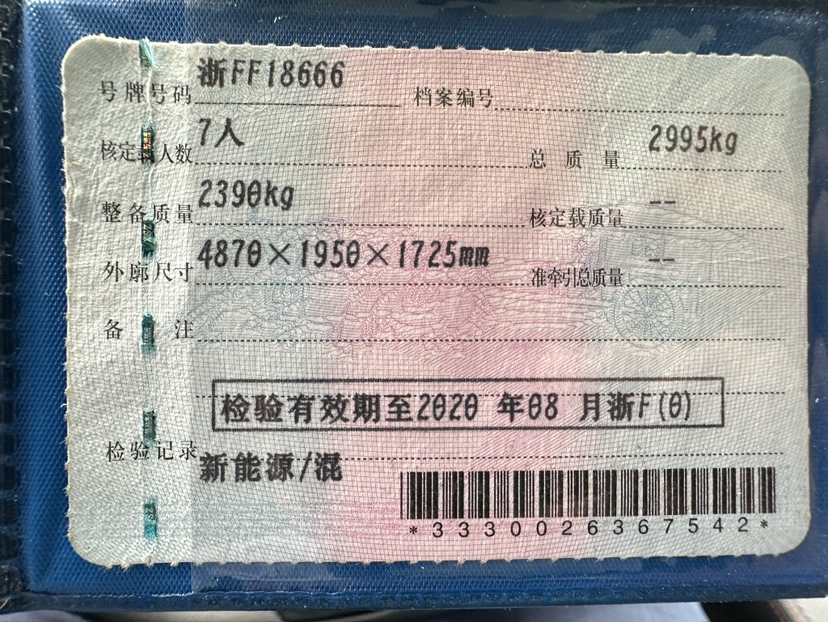 号牌号码 浙FF18666 档案编号
核定 人数 7人 总质量 2995kg
整备质量 2390kg 核定载质量 --
外廓尺寸 4870×1950×1725mm 准牵引总质量 --
备注
检验有效期至2020 年08 月浙F(0)
检验记录 新能源/混
*3330026367542*